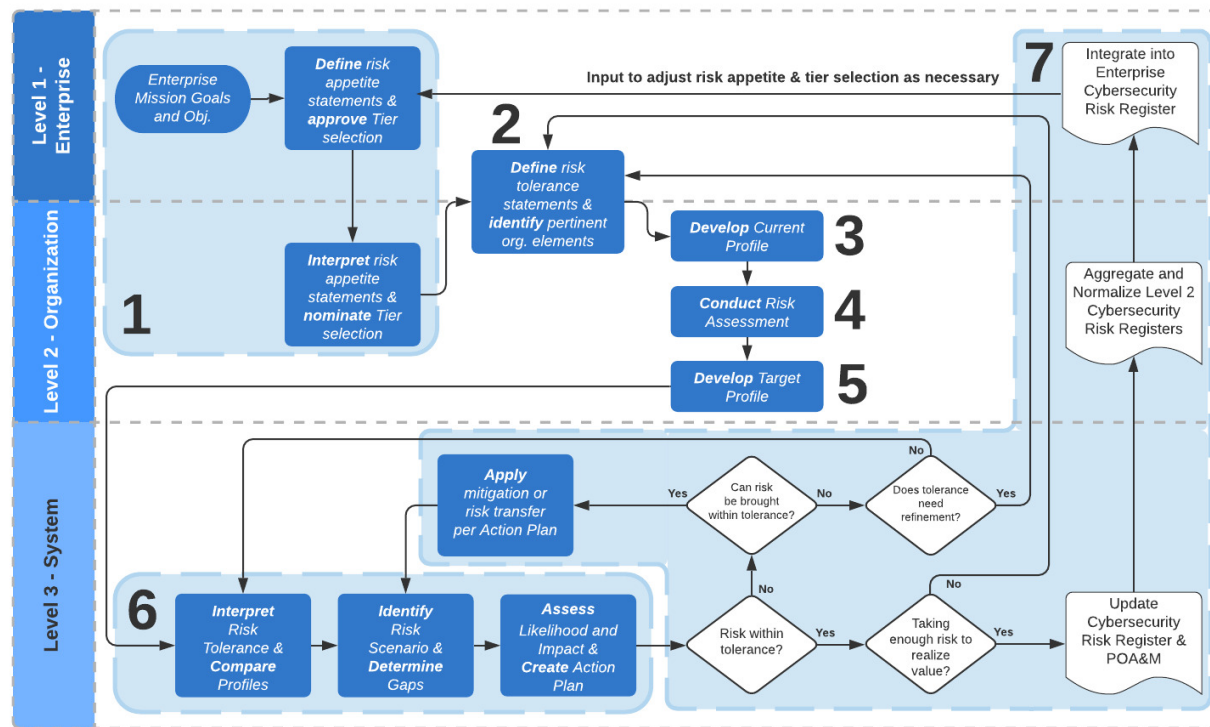 Level 1 -
Enterprise
Level 2 - Organization
Level 3 - System
1
Enterprise
Mission Goals
and Obj.
Define risk
appetite
statements &
approve Tier
selection
Interpret risk
appetite
statements &
nominate Tier
selection
Input to adjust risk appetite & tier selection as necessary
2
Define risk
tolerance
statements &
identify pertinent
org. elements
Develop Current
Profile
3
Conduct Risk
Assessment
4
Develop Target
Profile
5
6
Interpret
Risk
Tolerance &
Compare
Profiles
Identify
Risk
Scenario &
Determine
Gaps
Assess
Likelihood and
Impact &
Create Action
Plan
Apply
mitigation or
risk transfer
per Action Plan
Risk within
tolerance?
No
Yes
Can risk
be brought
within tolerance?
Yes
No
Does tolerance
need
refinement?
No
Yes
Taking
enough risk to
realize
value?
No
Yes
Update
Cybersecurity
Risk Register &
POA&M
Aggregate and
Normalize Level 2
Cybersecurity
Risk Registers
7
Integrate into
Enterprise
Cybersecurity
Risk Register